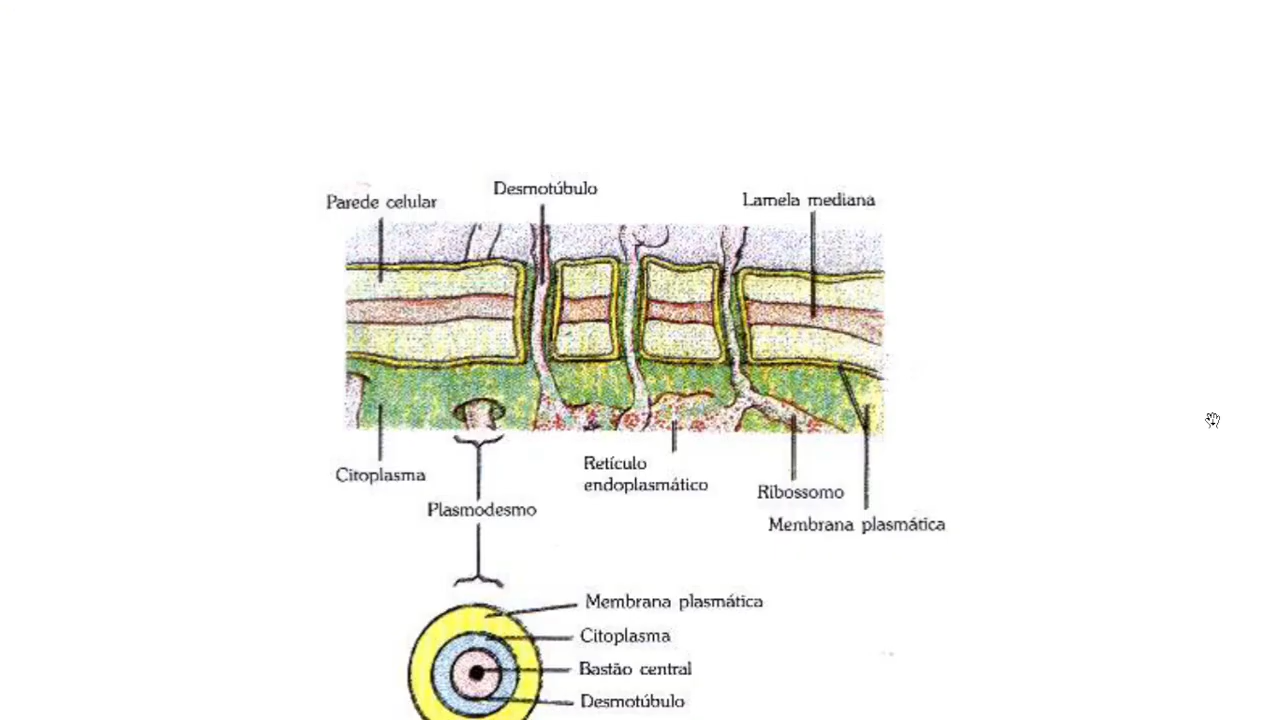 Desmotúbulo
Parede celular
Lamela mediana
Citoplasma
Retículo
endoplasmático
Ribossomo
Plasmodesmo
Membrana plasmática
Membrana plasmática
Citoplasma
Bastão central
Desmotúbulo